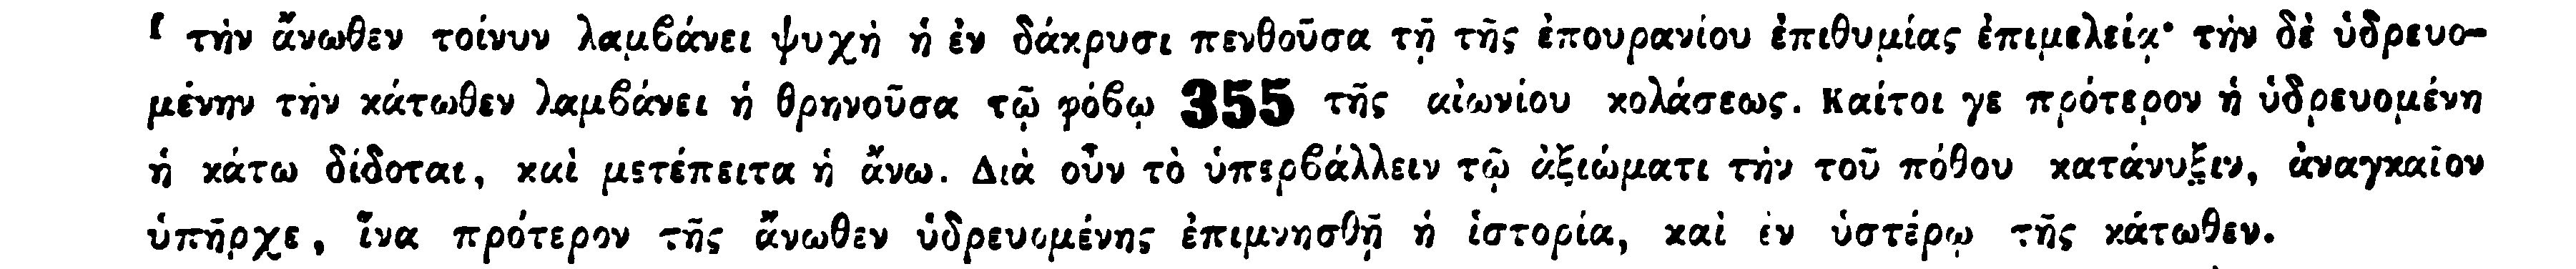 τὴν ἄνωθεν τοίνυν λαμβάνει ψυχὴ ἡ ἐν δάκρυσι πενθοῦσα τῇ τῆς ἐπουρανίου ἐπιθυμίας ἐπιμελείᾳ· τὴν δὲ ὑδρευο-
μένην τὴν κάτωθεν λαμβάνει ἡ θρηνοῦσα τῷ φόβῳ 355 τῆς αἰωνίου κολάσεως. Καίτοι γε πρότερον ἡ ὑδρευομένη
ἡ κάτω δίδοται, καὶ μετέπειτα ἡ ἄνω. Διὰ οὖν τὸ ὑπερβάλλειν τῷ ἀξιώματι τὴν τοῦ πόθου κατάνυξιν, ἀναγκαῖον
ὑπῆρχε, ἵνα πρότερον τῆς ἄνωθεν ὑδρευομένης ἐπιμνησθῇ ἡ ἱστορία, καὶ ἐν ὑστέρῳ τῆς κάτωθεν.